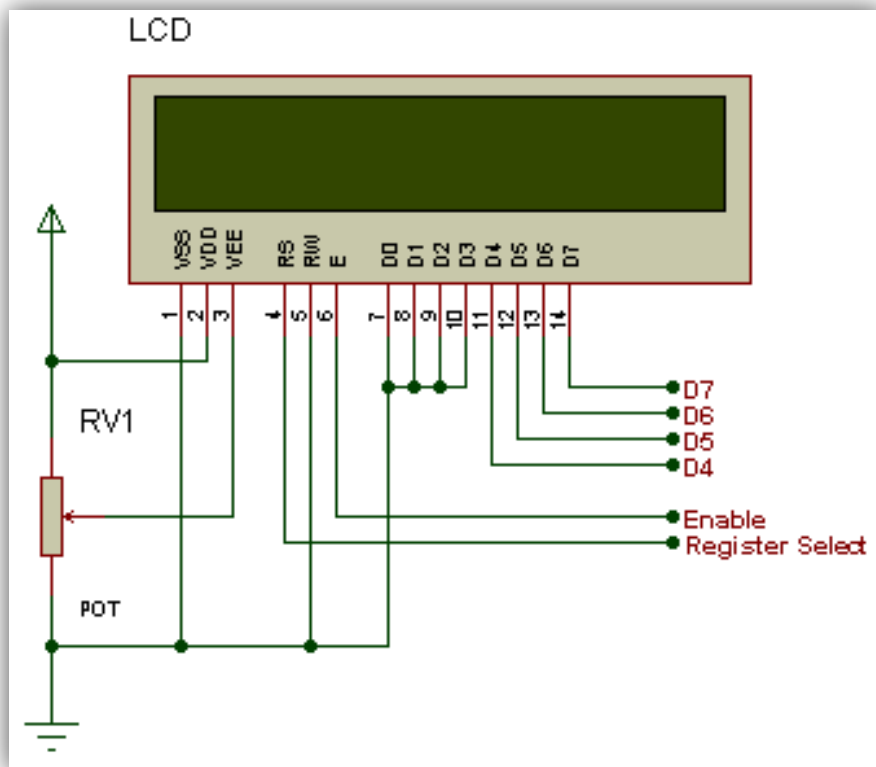 LCD
VSS VDD VEE RS RW E D0 D1 D2 D3 D4 D5 D6 D7
1 2 3 4 5 6 7 8 9 10 11 12 13 14
D7
RV1
D6
D5
D4
Enable
Register Select
POT